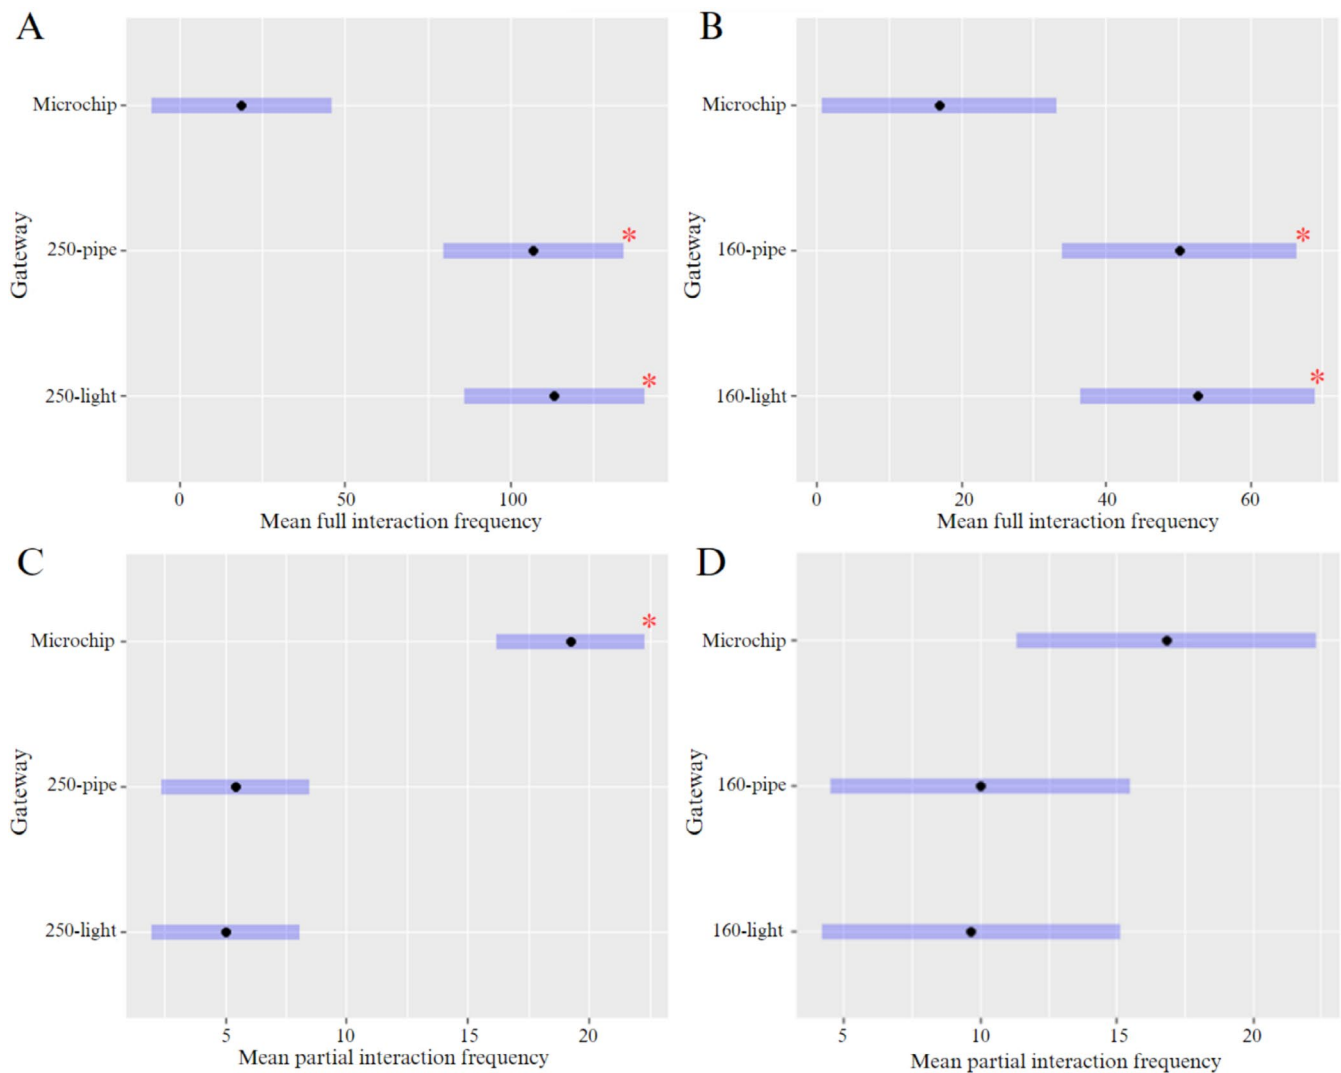 A
Microchip
250-pipe *
250-light *
Gateway
0 50 100
Mean full interaction frequency
B
Microchip
160-pipe *
160-light *
Gateway
0 20 40 60
Mean full interaction frequency
C
Microchip *
250-pipe
250-light
Gateway
5 10 15 20
Mean partial interaction frequency
D
Microchip
160-pipe
160-light
Gateway
5 10 15 20
Mean partial interaction frequency